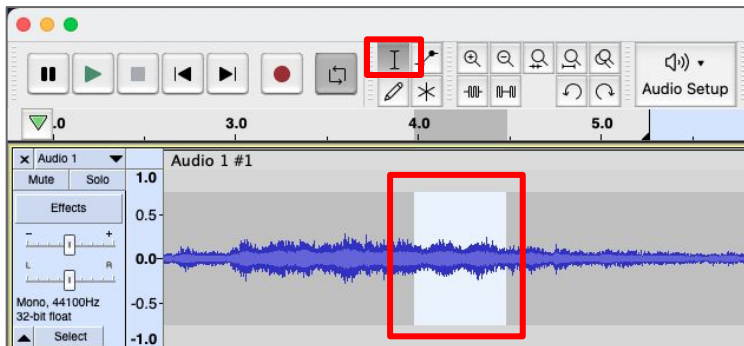 Audio Setup
.0 3.0 4.0 5.0
× Audio 1
Audio 1 #1
Mute Solo
Effects
- +
L R
Mono, 44100Hz
32-bit float
Select
1.0
0.5-
0.0-
-0.5-
-1.0